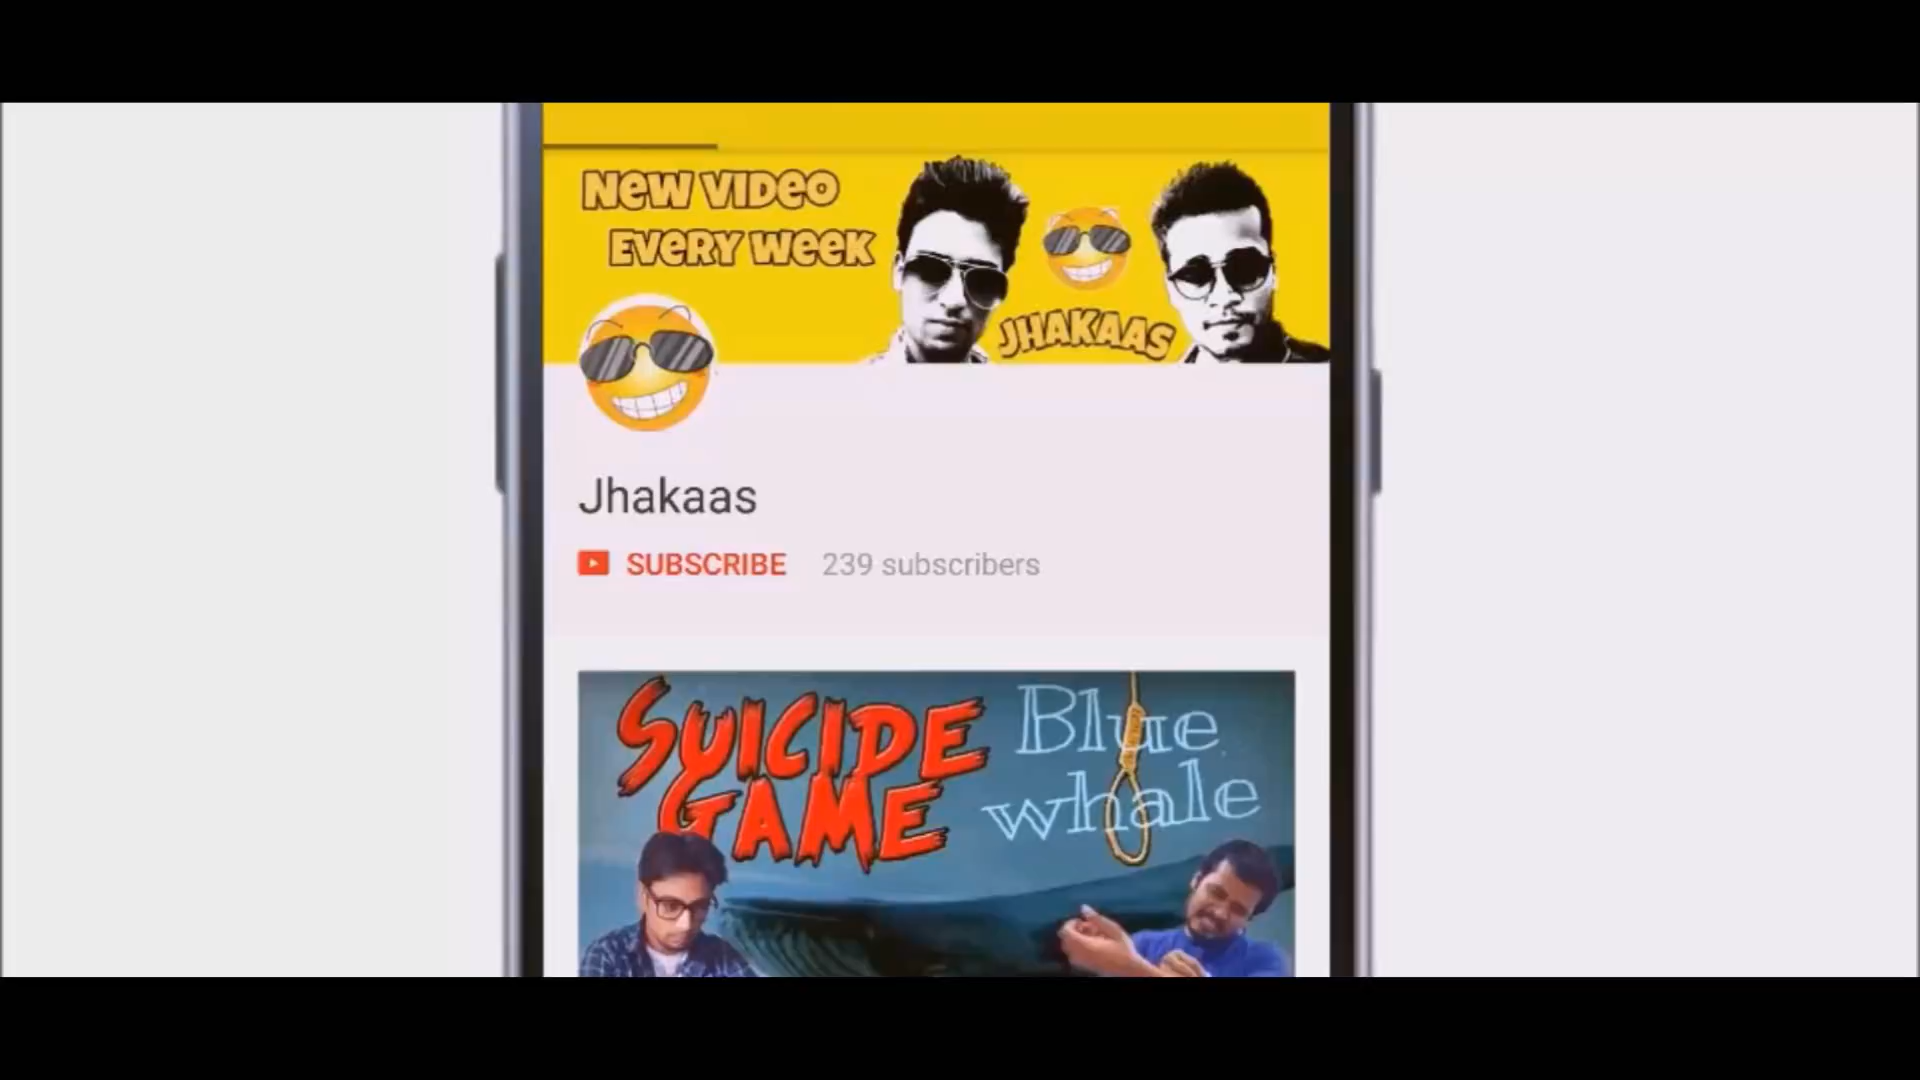 New video
every week
JHAKAAS
Jhakaas
SUBSCRIBE 239 subscribers
SUICIDE
GAME
Blue
whale